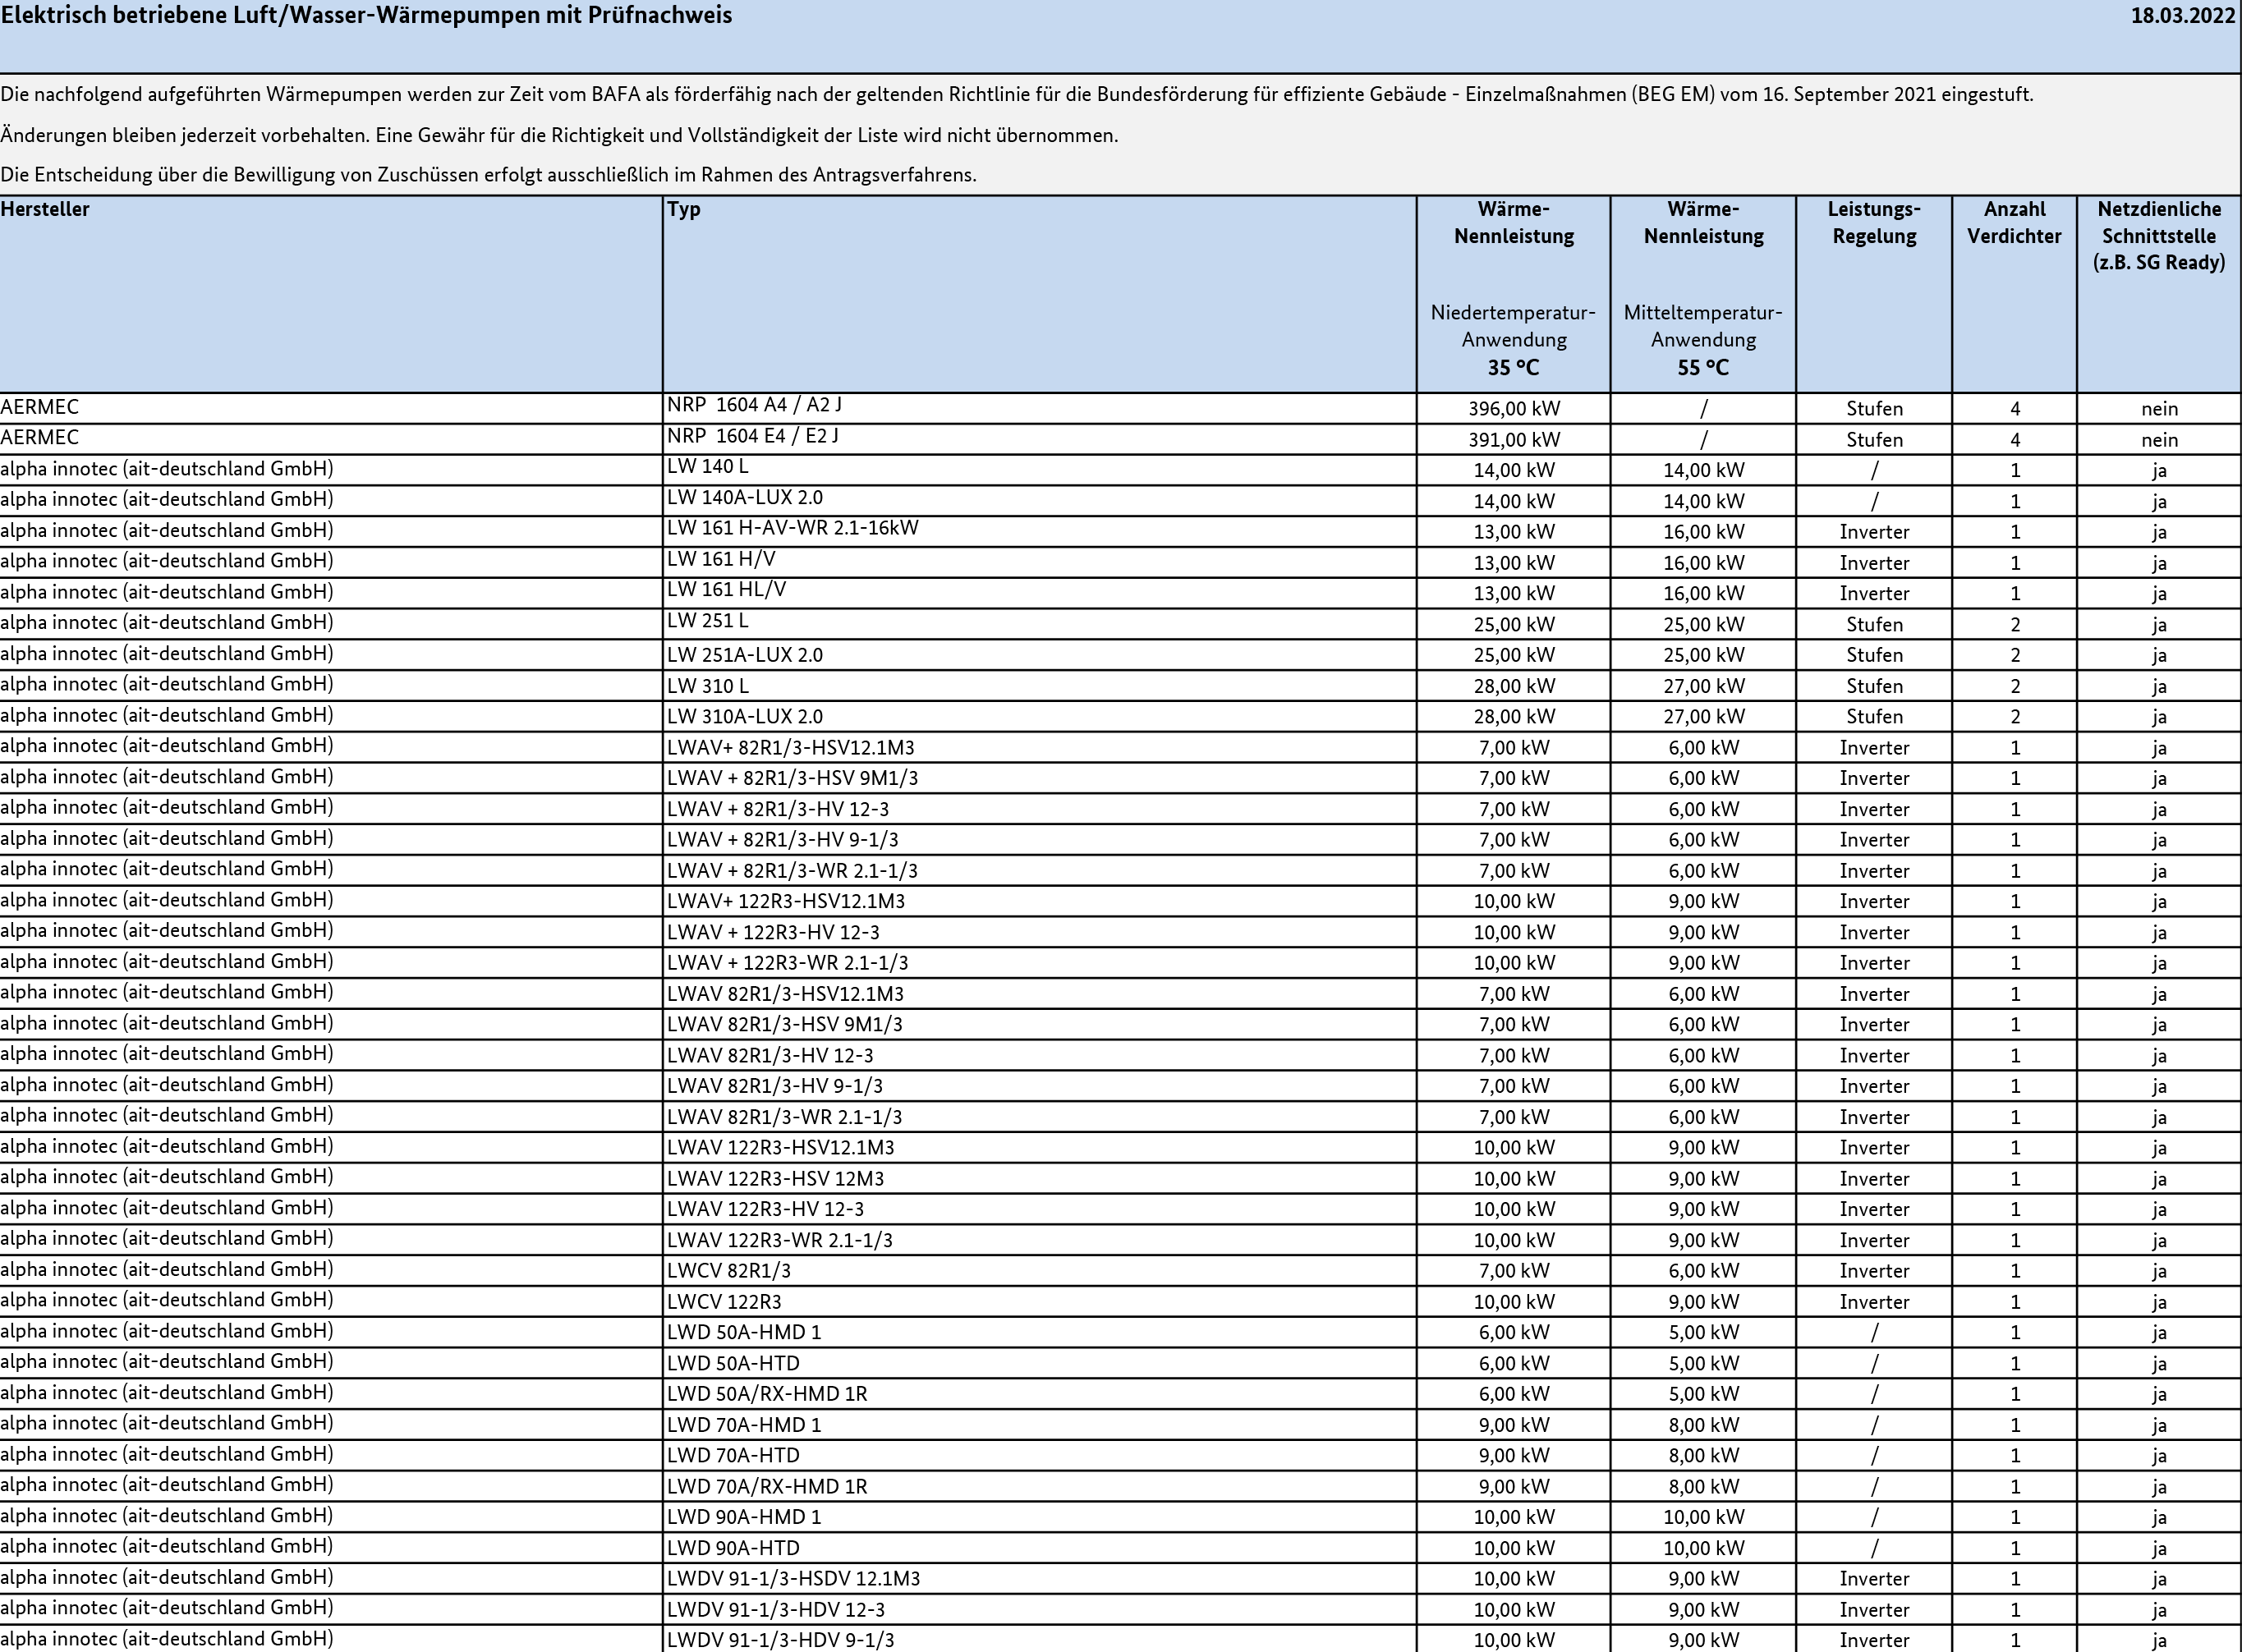 Elektrisch betriebene Luft/Wasser-Wärmepumpen mit Prüfnachweis 18.03.2022
Die nachfolgend aufgeführten Wärmepumpen werden zur Zeit vom BAFA als förderfähig nach der geltenden Richtlinie für die Bundesförderung für effiziente Gebäude - Einzelmaßnahmen (BEG EM) vom 16. September 2021 eingestuft.
Änderungen bleiben jederzeit vorbehalten. Eine Gewähr für die Richtigkeit und Vollständigkeit der Liste wird nicht übernommen.
Die Entscheidung über die Bewilligung von Zuschüssen erfolgt ausschließlich im Rahmen des Antragsverfahrens.
Hersteller Typ Wärme- Wärme- Leistungs- Anzahl Netzdienliche
Nennleistung Nennleistung Regelung Verdichter Schnittstelle
(z.B. SG Ready)
Niedertemperatur- Mitteltemperatur-
Anwendung Anwendung
35 °C 55 °C
AERMEC NRP  1604 A4 / A2 J 396,00 kW / Stufen 4 nein
AERMEC NRP  1604 E4 / E2 J 391,00 kW / Stufen 4 nein
alpha innotec (ait-deutschland GmbH) LW 140 L 14,00 kW 14,00 kW / 1 ja
alpha innotec (ait-deutschland GmbH) LW 140A-LUX 2.0 14,00 kW 14,00 kW / 1 ja
alpha innotec (ait-deutschland GmbH) LW 161 H-AV-WR 2.1-16kW 13,00 kW 16,00 kW Inverter 1 ja
alpha innotec (ait-deutschland GmbH) LW 161 H/V 13,00 kW 16,00 kW Inverter 1 ja
alpha innotec (ait-deutschland GmbH) LW 161 HL/V 13,00 kW 16,00 kW Inverter 1 ja
alpha innotec (ait-deutschland GmbH) LW 251 L 25,00 kW 25,00 kW Stufen 2 ja
alpha innotec (ait-deutschland GmbH) LW 251A-LUX 2.0 25,00 kW 25,00 kW Stufen 2 ja
alpha innotec (ait-deutschland GmbH) LW 310 L 28,00 kW 27,00 kW Stufen 2 ja
alpha innotec (ait-deutschland GmbH) LW 310A-LUX 2.0 28,00 kW 27,00 kW Stufen 2 ja
alpha innotec (ait-deutschland GmbH) LWAV+ 82R1/3-HSV12.1M3 7,00 kW 6,00 kW Inverter 1 ja
alpha innotec (ait-deutschland GmbH) LWAV + 82R1/3-HSV 9M1/3 7,00 kW 6,00 kW Inverter 1 ja
alpha innotec (ait-deutschland GmbH) LWAV + 82R1/3-HV 12-3 7,00 kW 6,00 kW Inverter 1 ja
alpha innotec (ait-deutschland GmbH) LWAV + 82R1/3-HV 9-1/3 7,00 kW 6,00 kW Inverter 1 ja
alpha innotec (ait-deutschland GmbH) LWAV + 82R1/3-WR 2.1-1/3 7,00 kW 6,00 kW Inverter 1 ja
alpha innotec (ait-deutschland GmbH) LWAV+ 122R3-HSV12.1M3 10,00 kW 9,00 kW Inverter 1 ja
alpha innotec (ait-deutschland GmbH) LWAV + 122R3-HV 12-3 10,00 kW 9,00 kW Inverter 1 ja
alpha innotec (ait-deutschland GmbH) LWAV + 122R3-WR 2.1-1/3 10,00 kW 9,00 kW Inverter 1 ja
alpha innotec (ait-deutschland GmbH) LWAV 82R1/3-HSV12.1M3 7,00 kW 6,00 kW Inverter 1 ja
alpha innotec (ait-deutschland GmbH) LWAV 82R1/3-HSV 9M1/3 7,00 kW 6,00 kW Inverter 1 ja
alpha innotec (ait-deutschland GmbH) LWAV 82R1/3-HV 12-3 7,00 kW 6,00 kW Inverter 1 ja
alpha innotec (ait-deutschland GmbH) LWAV 82R1/3-HV 9-1/3 7,00 kW 6,00 kW Inverter 1 ja
alpha innotec (ait-deutschland GmbH) LWAV 82R1/3-WR 2.1-1/3 7,00 kW 6,00 kW Inverter 1 ja
alpha innotec (ait-deutschland GmbH) LWAV 122R3-HSV12.1M3 10,00 kW 9,00 kW Inverter 1 ja
alpha innotec (ait-deutschland GmbH) LWAV 122R3-HSV 12M3 10,00 kW 9,00 kW Inverter 1 ja
alpha innotec (ait-deutschland GmbH) LWAV 122R3-HV 12-3 10,00 kW 9,00 kW Inverter 1 ja
alpha innotec (ait-deutschland GmbH) LWAV 122R3-WR 2.1-1/3 10,00 kW 9,00 kW Inverter 1 ja
alpha innotec (ait-deutschland GmbH) LWCV 82R1/3 7,00 kW 6,00 kW Inverter 1 ja
alpha innotec (ait-deutschland GmbH) LWCV 122R3 10,00 kW 9,00 kW Inverter 1 ja
alpha innotec (ait-deutschland GmbH) LWD 50A-HMD 1 6,00 kW 5,00 kW / 1 ja
alpha innotec (ait-deutschland GmbH) LWD 50A-HTD 6,00 kW 5,00 kW / 1 ja
alpha innotec (ait-deutschland GmbH) LWD 50A/RX-HMD 1R 6,00 kW 5,00 kW / 1 ja
alpha innotec (ait-deutschland GmbH) LWD 70A-HMD 1 9,00 kW 8,00 kW / 1 ja
alpha innotec (ait-deutschland GmbH) LWD 70A-HTD 9,00 kW 8,00 kW / 1 ja
alpha innotec (ait-deutschland GmbH) LWD 70A/RX-HMD 1R 9,00 kW 8,00 kW / 1 ja
alpha innotec (ait-deutschland GmbH) LWD 90A-HMD 1 10,00 kW 10,00 kW / 1 ja
alpha innotec (ait-deutschland GmbH) LWD 90A-HTD 10,00 kW 10,00 kW / 1 ja
alpha innotec (ait-deutschland GmbH) LWDV 91-1/3-HSDV 12.1M3 10,00 kW 9,00 kW Inverter 1 ja
alpha innotec (ait-deutschland GmbH) LWDV 91-1/3-HDV 12-3 10,00 kW 9,00 kW Inverter 1 ja
alpha innotec (ait-deutschland GmbH) LWDV 91-1/3-HDV 9-1/3 10,00 kW 9,00 kW Inverter 1 ja